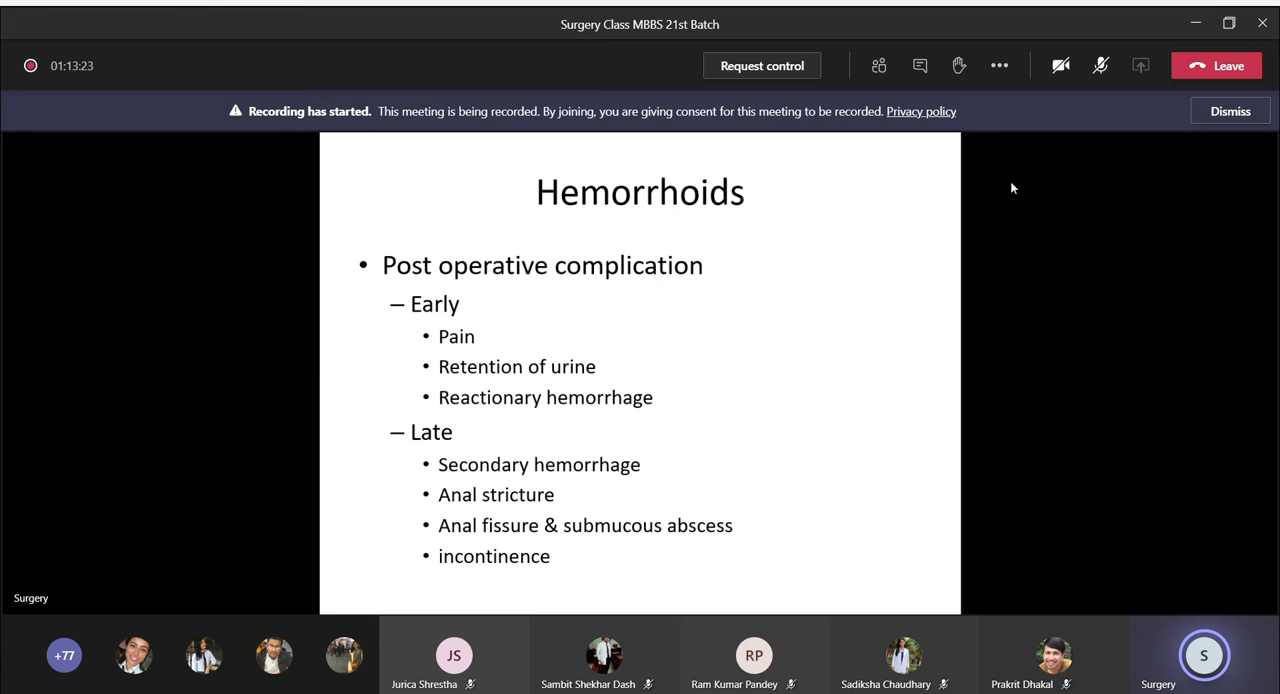 Surgery Class MBBS 21st Batch
01:13:23
Request control
Leave
Recording has started. This meeting is being recorded. By joining, you are giving consent for this meeting to be recorded. Privacy policy
Dismiss
Hemorrhoids
• Post operative complication
– Early
• Pain
• Retention of urine
• Reactionary hemorrhage
– Late
• Secondary hemorrhage
• Anal stricture
• Anal fissure & submucous abscess
• incontinence
Surgery
+77
JS
RP
S
Jurica Shrestha
Sambit Shekhar Dash
Ram Kumar Pandey
Sadiksha Chaudhary
Prakrit Dhakal
Surgery